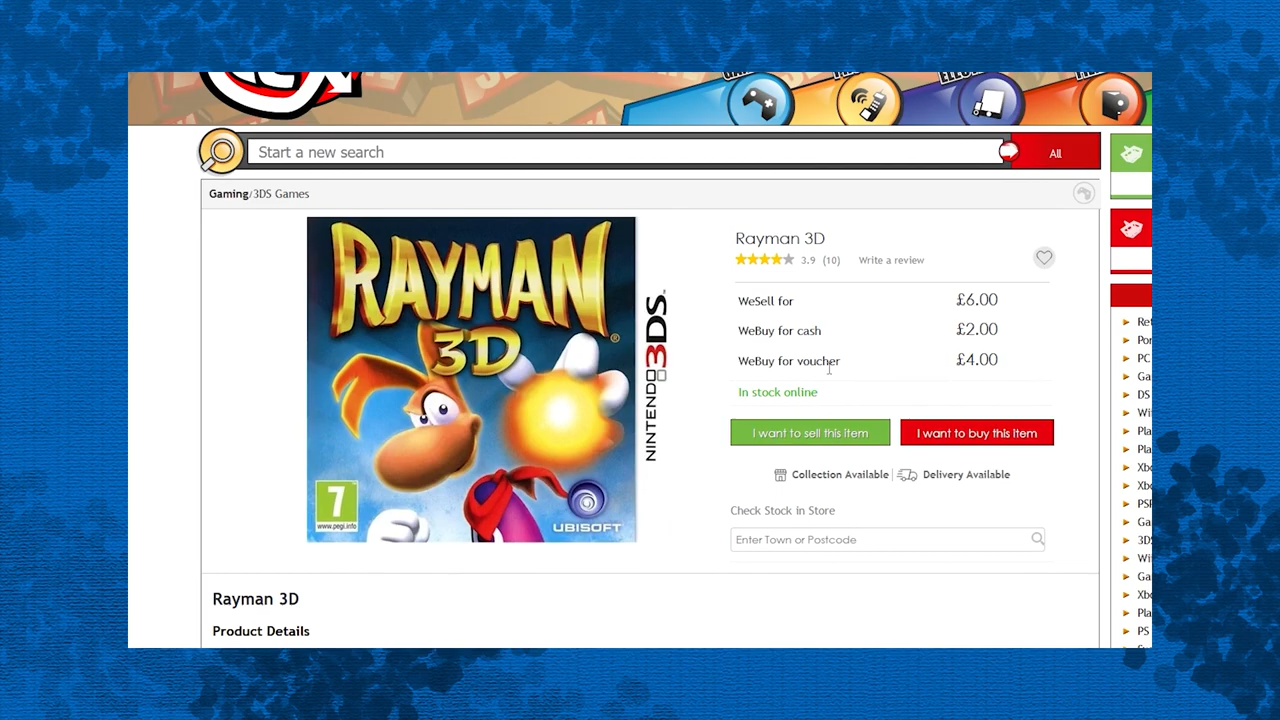 Start a new search
All
Gaming/3DS Games
RAYMAN
3D
NINTENDO 3DS
7
www.pegi.info
UBISOFT
Rayman 3D
3.9 (10) Write a review
WeSell for £6.00
WeBuy for cash £2.00
WeBuy for voucher £4.00
In stock online
I want to sell this item I want to buy this item
Collection Available Delivery Available
Check Stock in Store
Enter Town or Postcode
Rayman 3D
Product Details
PC
DS
PS